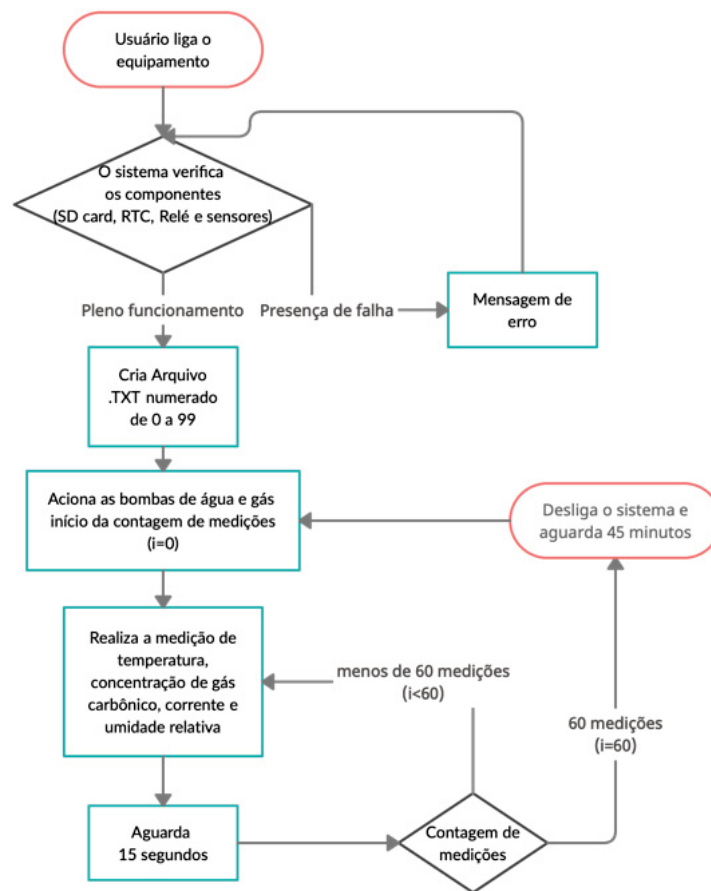 Usuário liga o
equipamento
O sistema verifica
os componentes
(SD card, RTC, Relé e sensores)
Pleno funcionamento
Presença de falha
Mensagem de
erro
Cria Arquivo
.TXT numerado
de 0 a 99
Aciona as bombas de água e gás
início da contagem de medições
(i=0)
Desliga o sistema e
aguarda 45 minutos
Realiza a medição de
temperatura,
concentração de gás
carbônico, corrente e
umidade relativa
menos de 60 medições
(i<60)
60 medições
(i=60)
Aguarda
15 segundos
Contagem de
medições